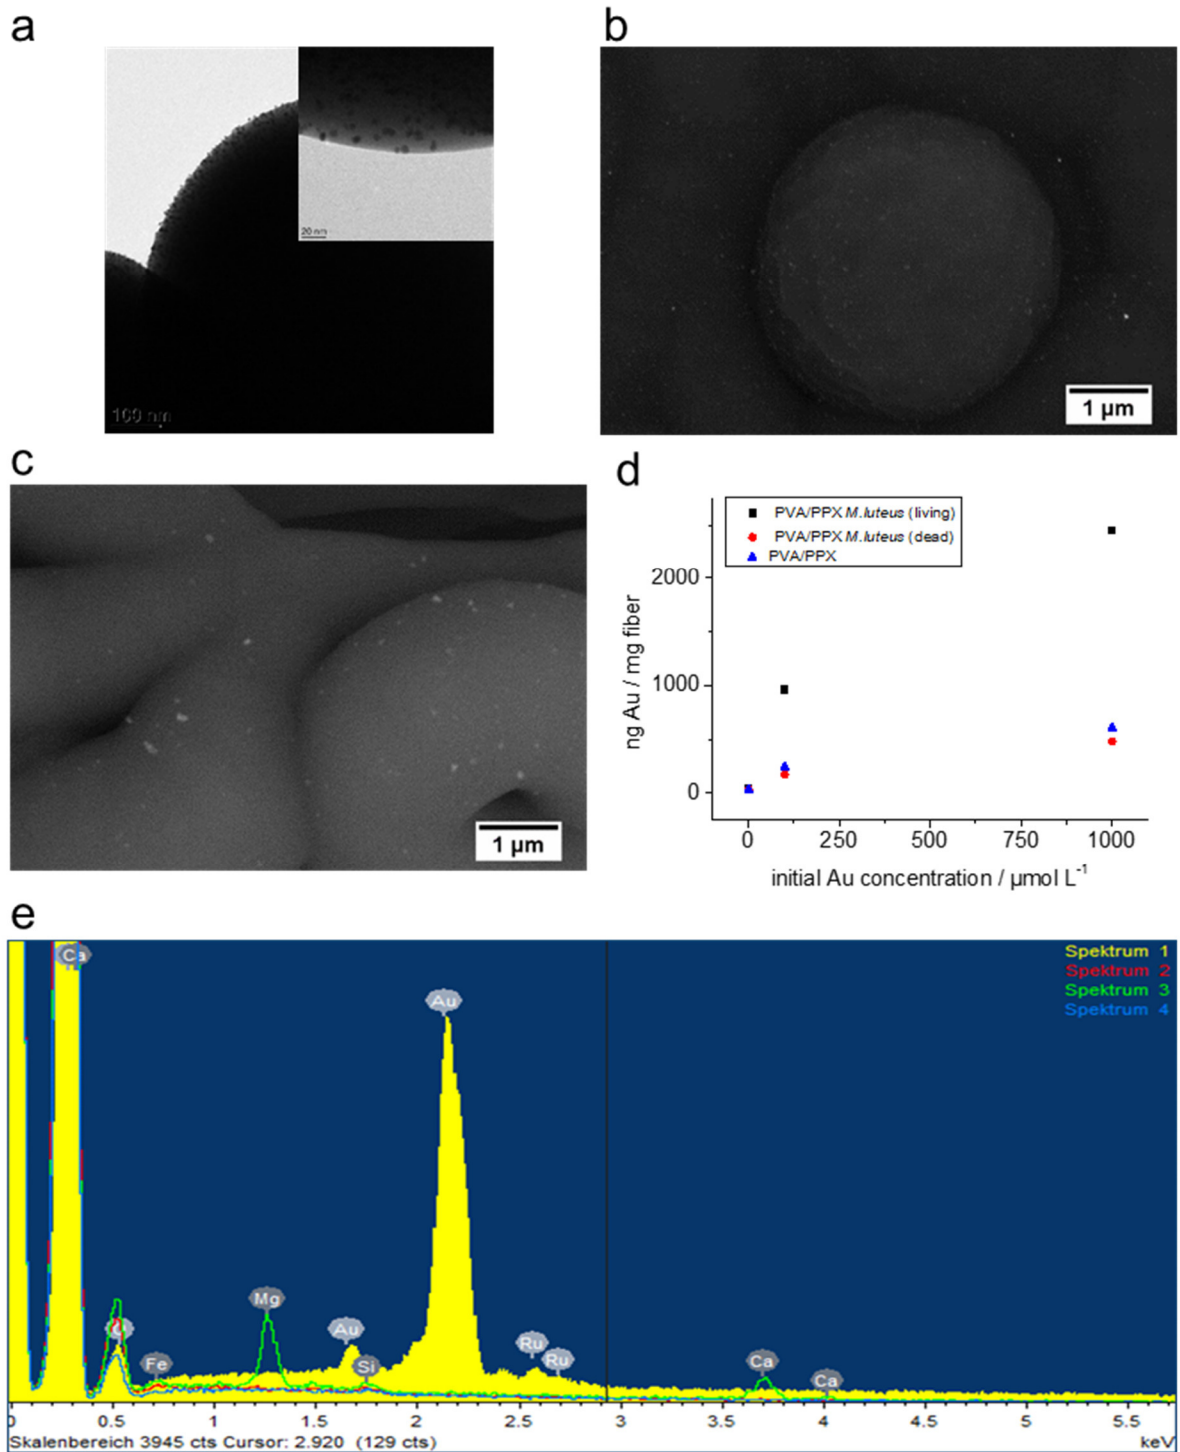 a
b
20 nm
100 nm
1 µm
c
d
PVA/PPX M.luteus (living)
PVA/PPX M.luteus (dead)
PVA/PPX
2000
1000
0
ng Au / mg fiber
0 250 500 750 1000
initial Au concentration / µmol L-1
1 µm
e
Ca
Spektrum 1
Spektrum 2
Spektrum 3
Spektrum 4
Au
Mg
O
Au
Ru
Ru
Fe
Si
Ca
Ca
0 0.5 1 1.5 2 2.5 3 3.5 4 4.5 5 5.5
Skalenbereich 3945 cts Cursor: 2.920 (129 cts)
keV